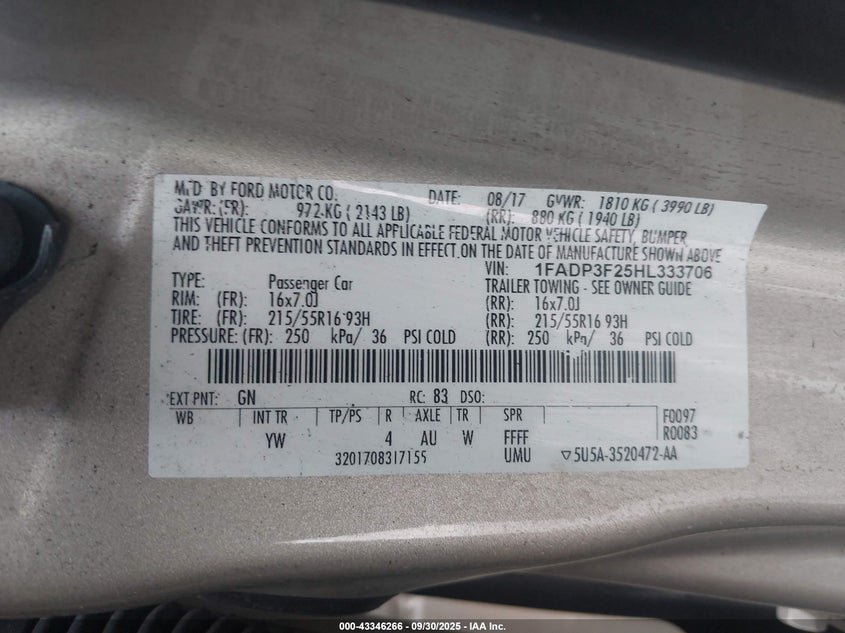 MFD. BY FORD MOTOR CO. DATE: 08/17 GVWR: 1810 KG ( 3990 LB)
GAWR: (FR): 972 KG ( 2143 LB) (RR): 880 KG ( 1940 LB)
THIS VEHICLE CONFORMS TO ALL APPLICABLE FEDERAL MOTOR VEHICLE SAFETY, BUMPER,
AND THEFT PREVENTION STANDARDS IN EFFECT ON THE DATE OF MANUFACTURE SHOWN ABOVE
VIN: 1FADP3F25HL333706
TYPE: Passenger Car TRAILER TOWING - SEE OWNER GUIDE
RIM: (FR): 16x7.0J (RR): 16x7.0J
TIRE: (FR): 215/55R16 93H (RR): 215/55R16 93H
PRESSURE: (FR): 250 kPa/ 36 PSI COLD (RR): 250 kPa/ 36 PSI COLD
EXT PNT: GN RC: 83 DSO:
WB INT TR TP/PS R AXLE TR SPR F0097
YW 4 AU W FFFF R0083
3201708317155 UMU ▽5U5A-3520472-AA
000-43346266 - 09/30/2025 - IAA Inc.